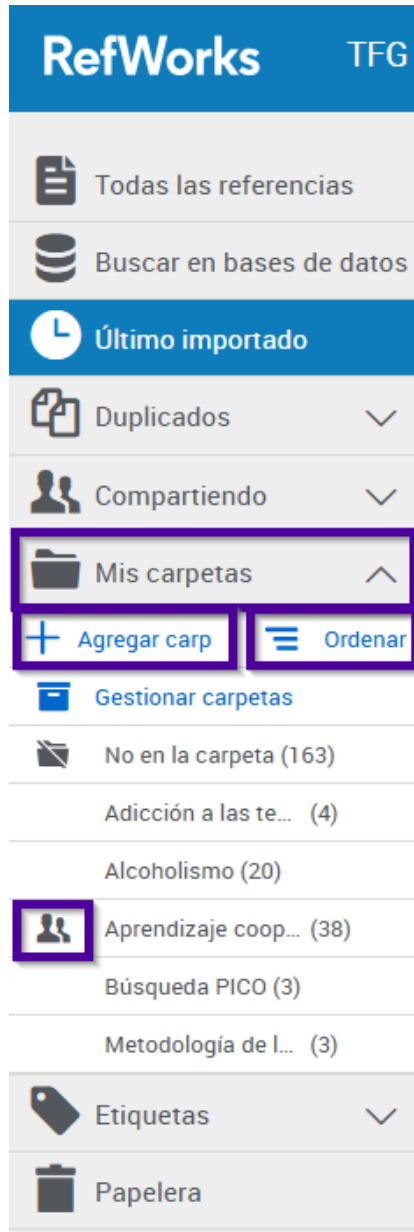 RefWorks TFG
Todas las referencias
Buscar en bases de datos
Último importado
Duplicados
Compartiendo
Mis carpetas
Agregar carp Ordenar
Gestionar carpetas
No en la carpeta (163)
Adicción a las te... (4)
Alcoholismo (20)
Aprendizaje coop... (38)
Búsqueda PICO (3)
Metodología de l... (3)
Etiquetas
Papelera